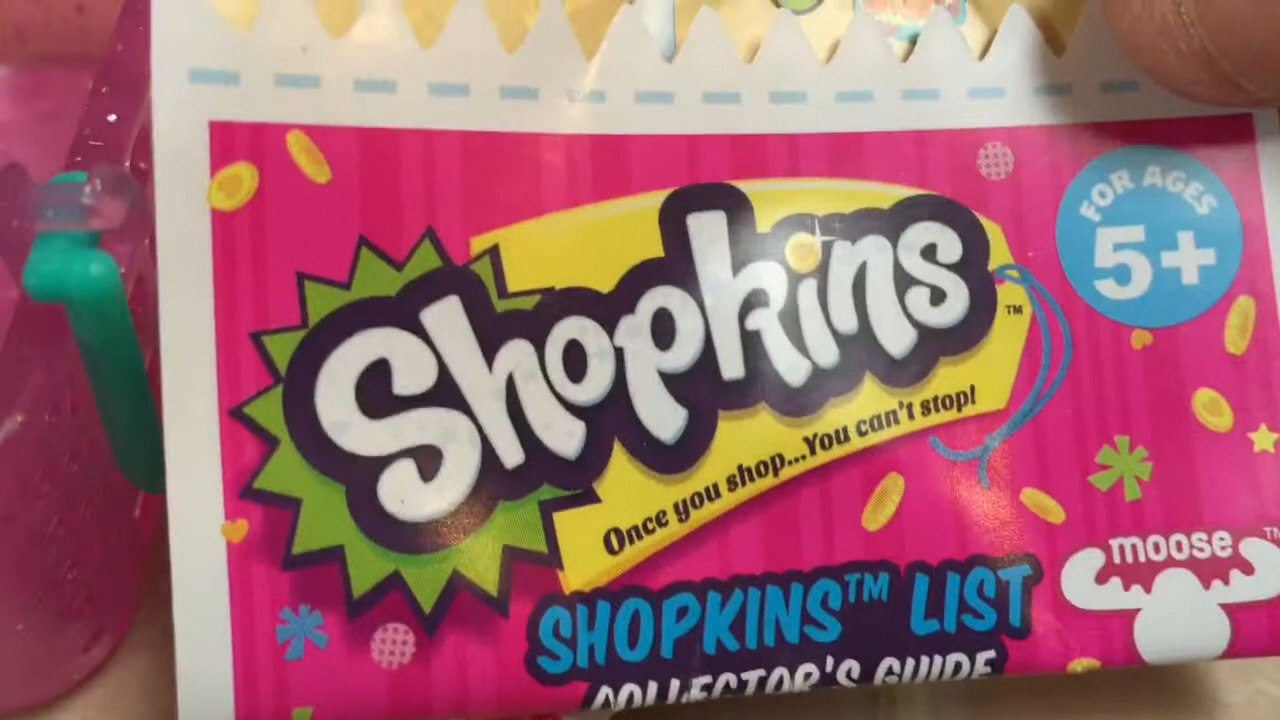 FOR AGES
5+
Shopkins™
Once you shop...You can't stop!
moose™
SHOPKINS™ LIST
COLLECTOR'S GUIDE